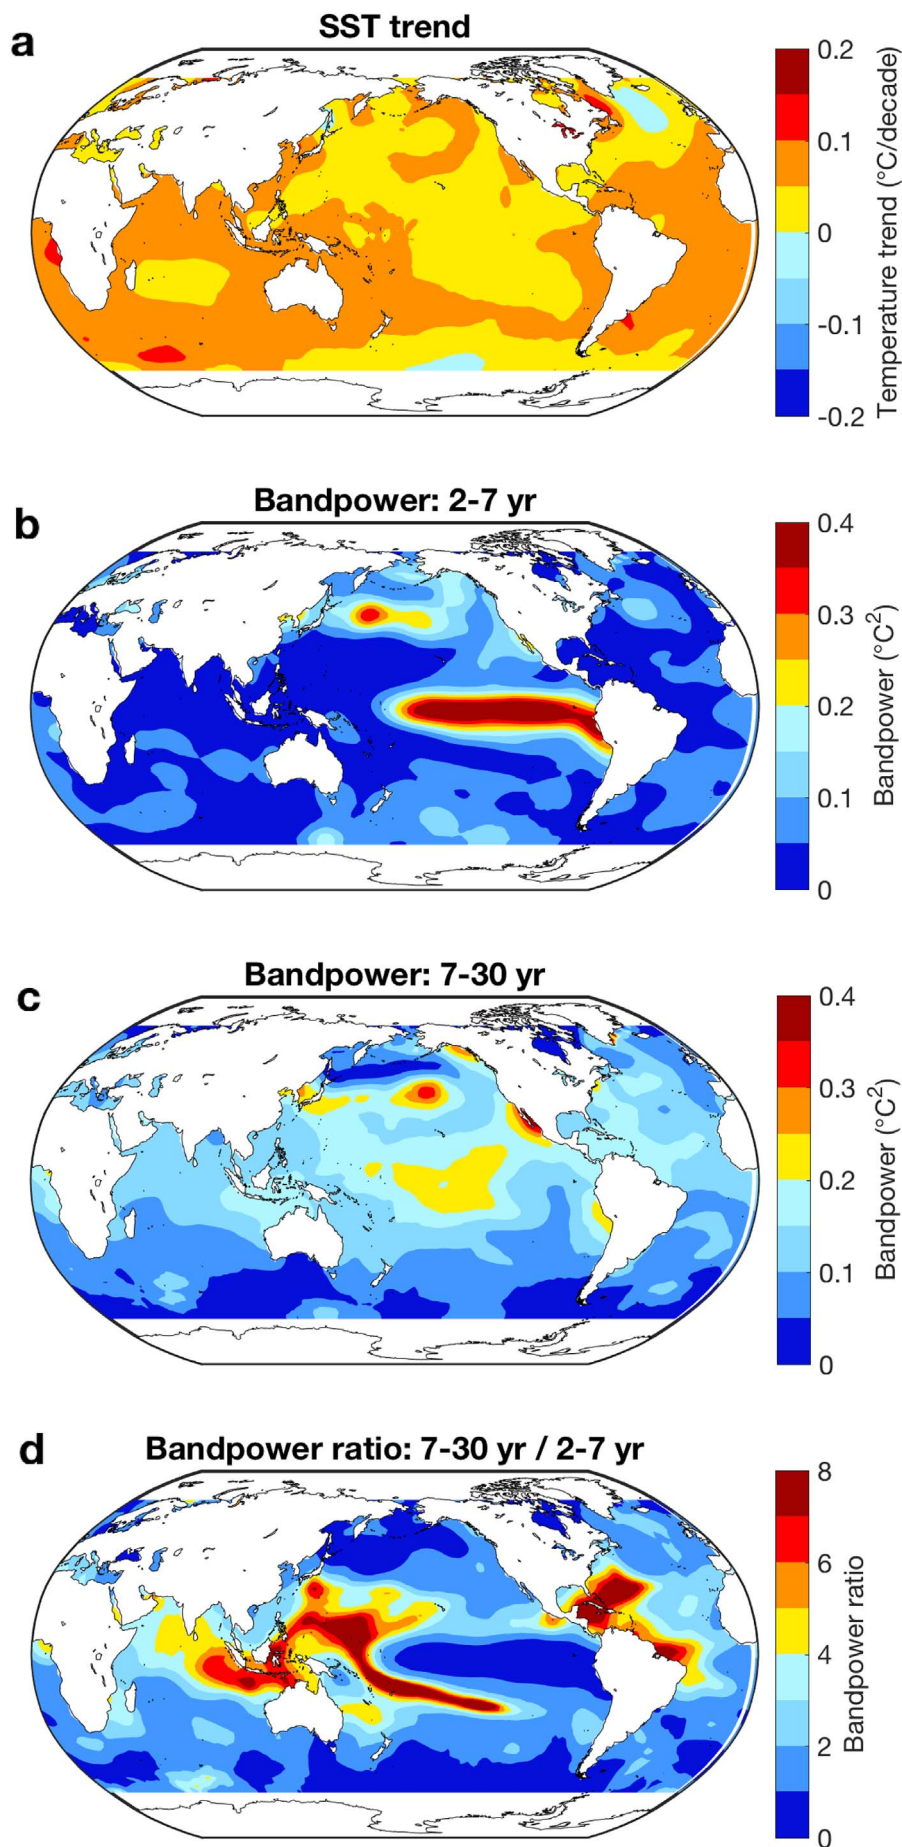 a
SST trend
0.2
0.1
0
-0.1
-0.2
Temperature trend (°C/decade)
b
Bandpower: 2-7 yr
0.4
0.3
0.2
0.1
0
Bandpower (°C²)
c
Bandpower: 7-30 yr
0.4
0.3
0.2
0.1
0
Bandpower (°C²)
d
Bandpower ratio: 7-30 yr / 2-7 yr
8
6
4
2
0
Bandpower ratio